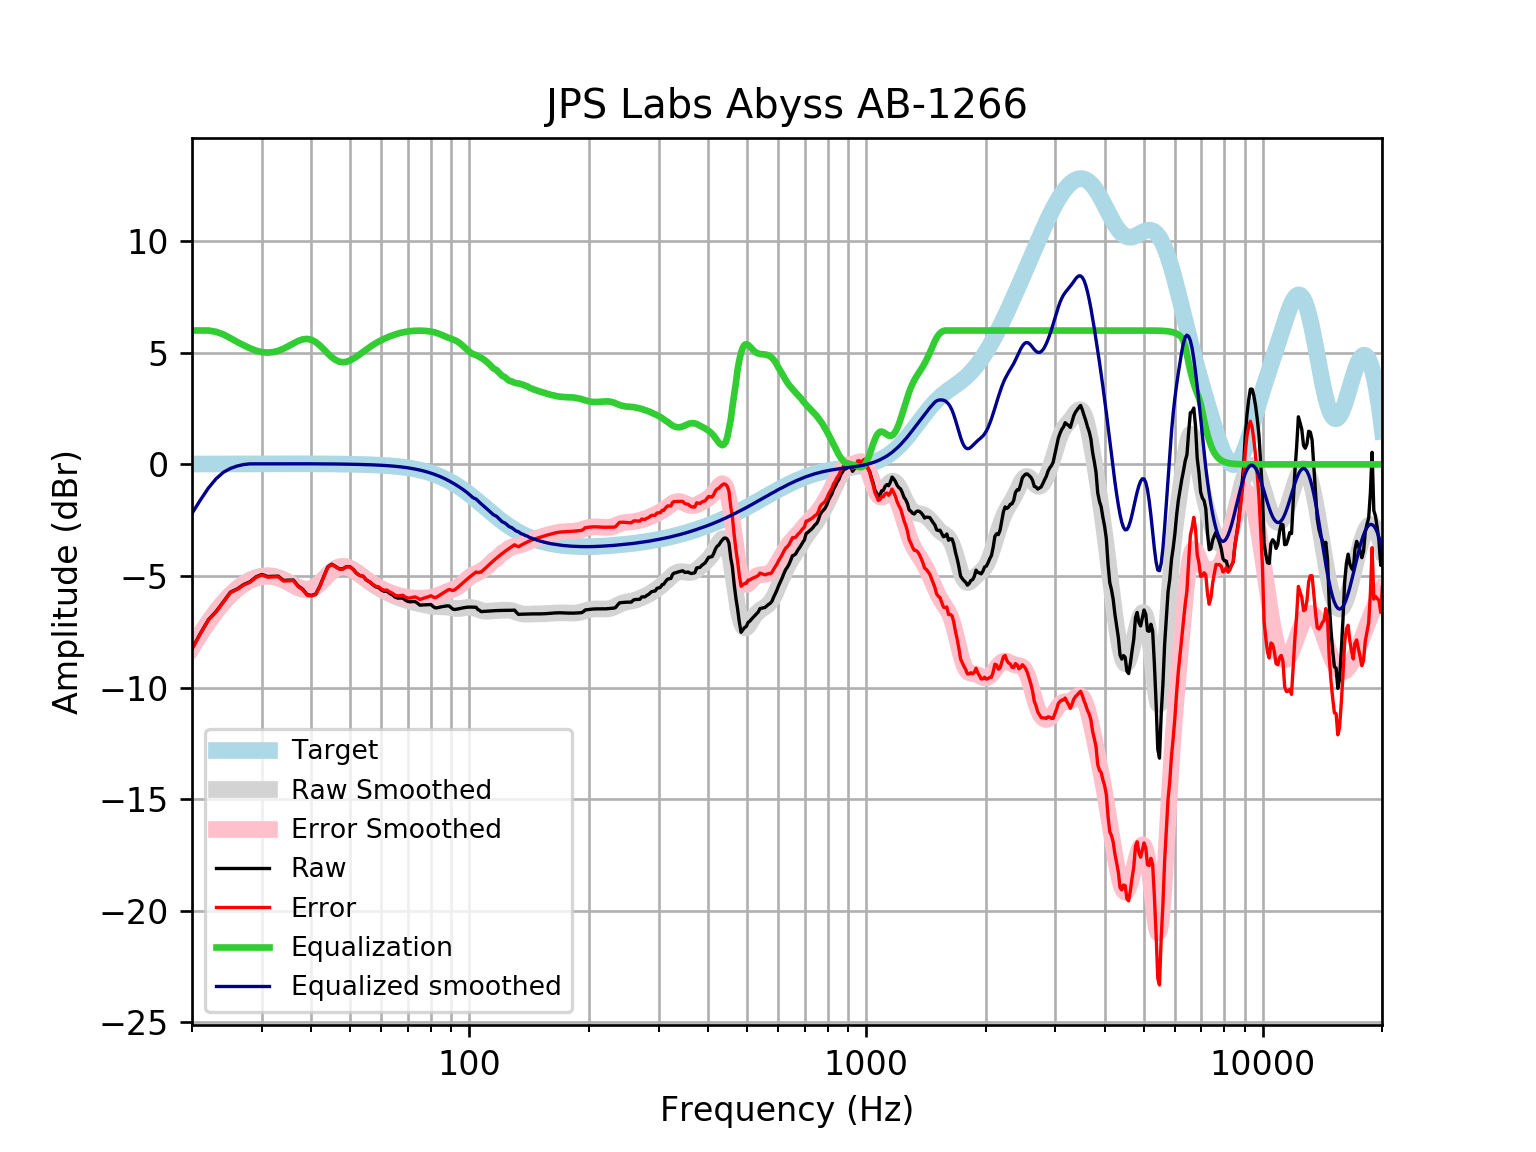 JPS Labs Abyss AB-1266
Amplitude (dBr)
10
5
0
−5
−10
−15
−20
−25
Target
Raw Smoothed
Error Smoothed
Raw
Error
Equalization
Equalized smoothed
100 1000 10000
Frequency (Hz)